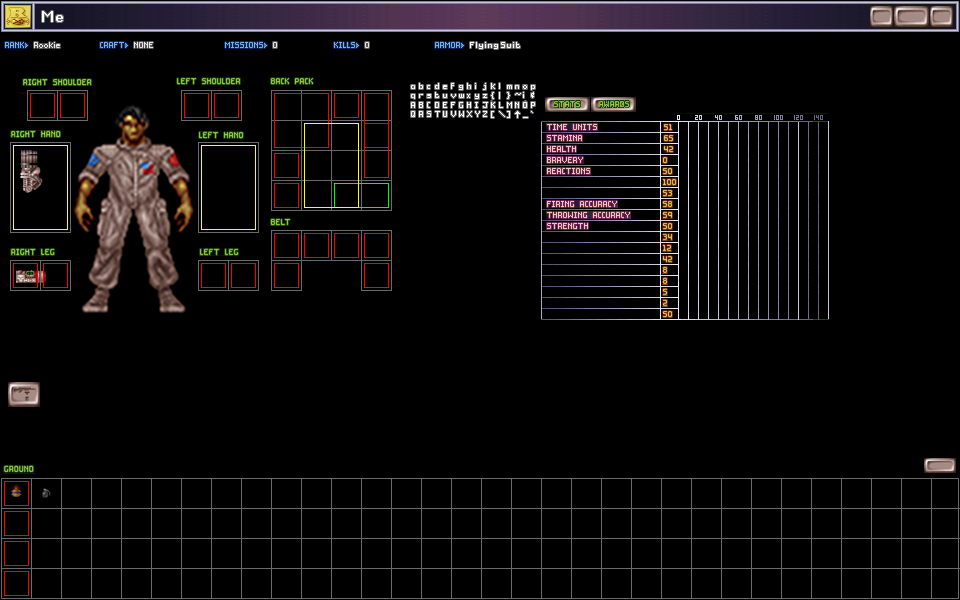 Me
RANK> Rookie CRAFT> NONE MISSIONS> 0 KILLS> 0 ARMOR> Flying Suit
RIGHT SHOULDER LEFT SHOULDER BACK PACK
abcdefghijklmnop
qrstuvwxyz{|}~
ABCDEFGHIJKLMNOP
QRSTUVWXYZ[\]↑_`
STATS AWARDS
0 20 40 60 80 100 120 140
TIME UNITS 51
RIGHT HAND LEFT HAND
STAMINA 65
HEALTH 42
BRAVERY 0
REACTIONS 50
100
53
FIRING ACCURACY 58
THROWING ACCURACY 59
BELT
STRENGTH 50
34
12
RIGHT LEG LEFT LEG
42
8
8
5
2
50
GROUND